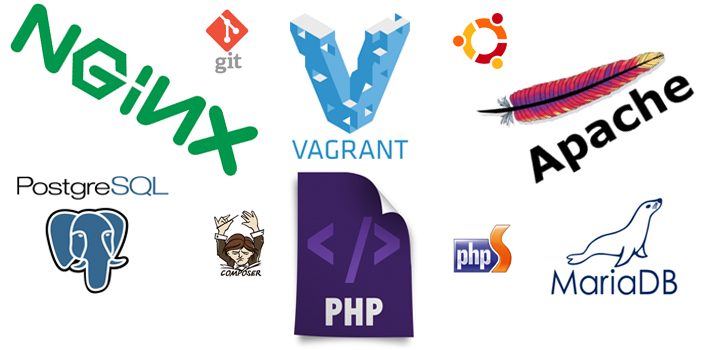 NGiNX
git
VAGRANT
Apache
PostgreSQL
COMPOSER
</>
PHP
php S
MariaDB